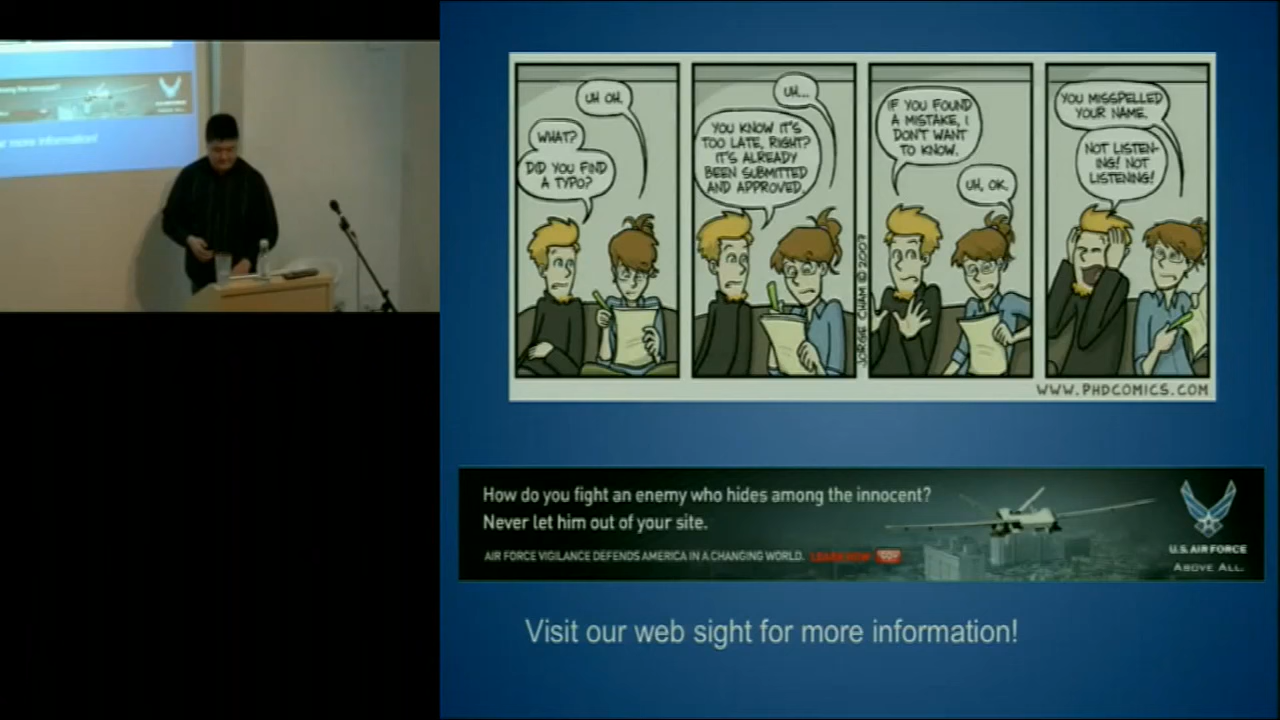 UH OH.
WHAT?
DID YOU FIND
A TYPO?
UH...
YOU KNOW IT'S
TOO LATE, RIGHT?
IT'S ALREADY
BEEN SUBMITTED
AND APPROVED.
IF YOU FOUND
A MISTAKE, I
DON'T WANT
TO KNOW.
UH, OK.
YOU MISSPELLED
YOUR NAME.
NOT LISTEN-
ING! NOT
LISTENING!
JORGE CHAM © 2007
WWW.PHDCOMICS.COM
How do you fight an enemy who hides among the innocent?
Never let him out of your site.
AIR FORCE VIGILANCE DEFENDS AMERICA IN A CHANGING WORLD.
U.S. AIR FORCE
ABOVE ALL.
Visit our web sight for more information!